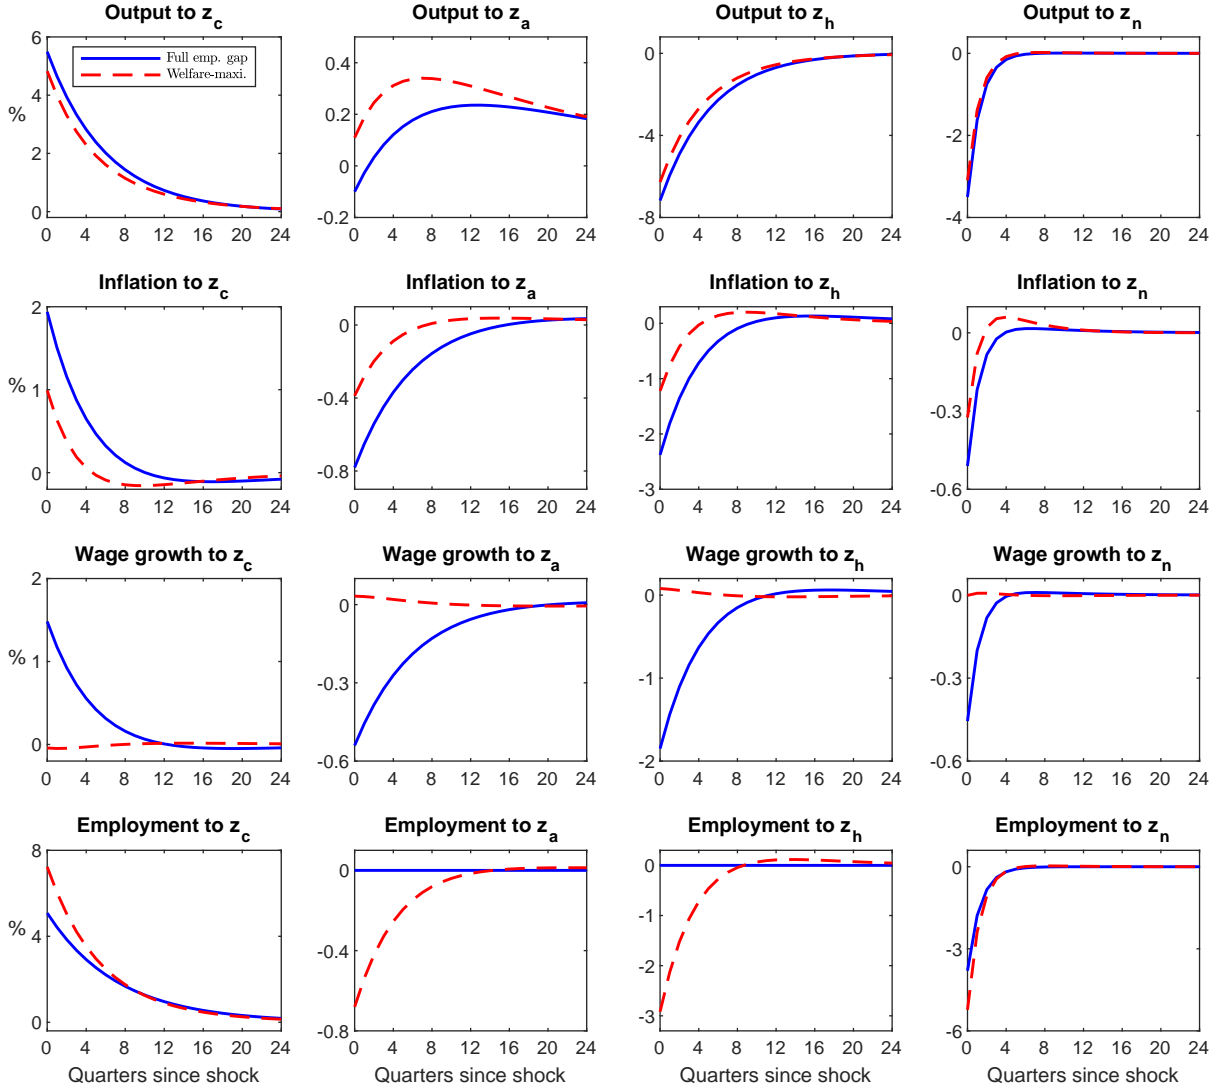 Output to z_c
Output to z_a
Output to z_h
Output to z_n
Full emp. gap
Welfare-maxi.
%
6
4
2
0
0 4 8 12 16 20 24
0.4
0.2
0
-0.2
0 4 8 12 16 20 24
0
-4
-8
0 4 8 12 16 20 24
0
-2
-4
0 4 8 12 16 20 24
Inflation to z_c
Inflation to z_a
Inflation to z_h
Inflation to z_n
%
2
1
0
0 4 8 12 16 20 24
0
-0.4
-0.8
0 4 8 12 16 20 24
0
-1
-2
-3
0 4 8 12 16 20 24
0
-0.3
-0.6
0 4 8 12 16 20 24
Wage growth to z_c
Wage growth to z_a
Wage growth to z_h
Wage growth to z_n
%
2
1
0
0 4 8 12 16 20 24
0
-0.3
-0.6
0 4 8 12 16 20 24
0
-1
-2
0 4 8 12 16 20 24
0
-0.3
-0.6
0 4 8 12 16 20 24
Employment to z_c
Employment to z_a
Employment to z_h
Employment to z_n
%
8
4
0
0 4 8 12 16 20 24
0
-0.4
-0.8
0 4 8 12 16 20 24
0
-1
-2
-3
0 4 8 12 16 20 24
0
-3
-6
0 4 8 12 16 20 24
Quarters since shock
Quarters since shock
Quarters since shock
Quarters since shock